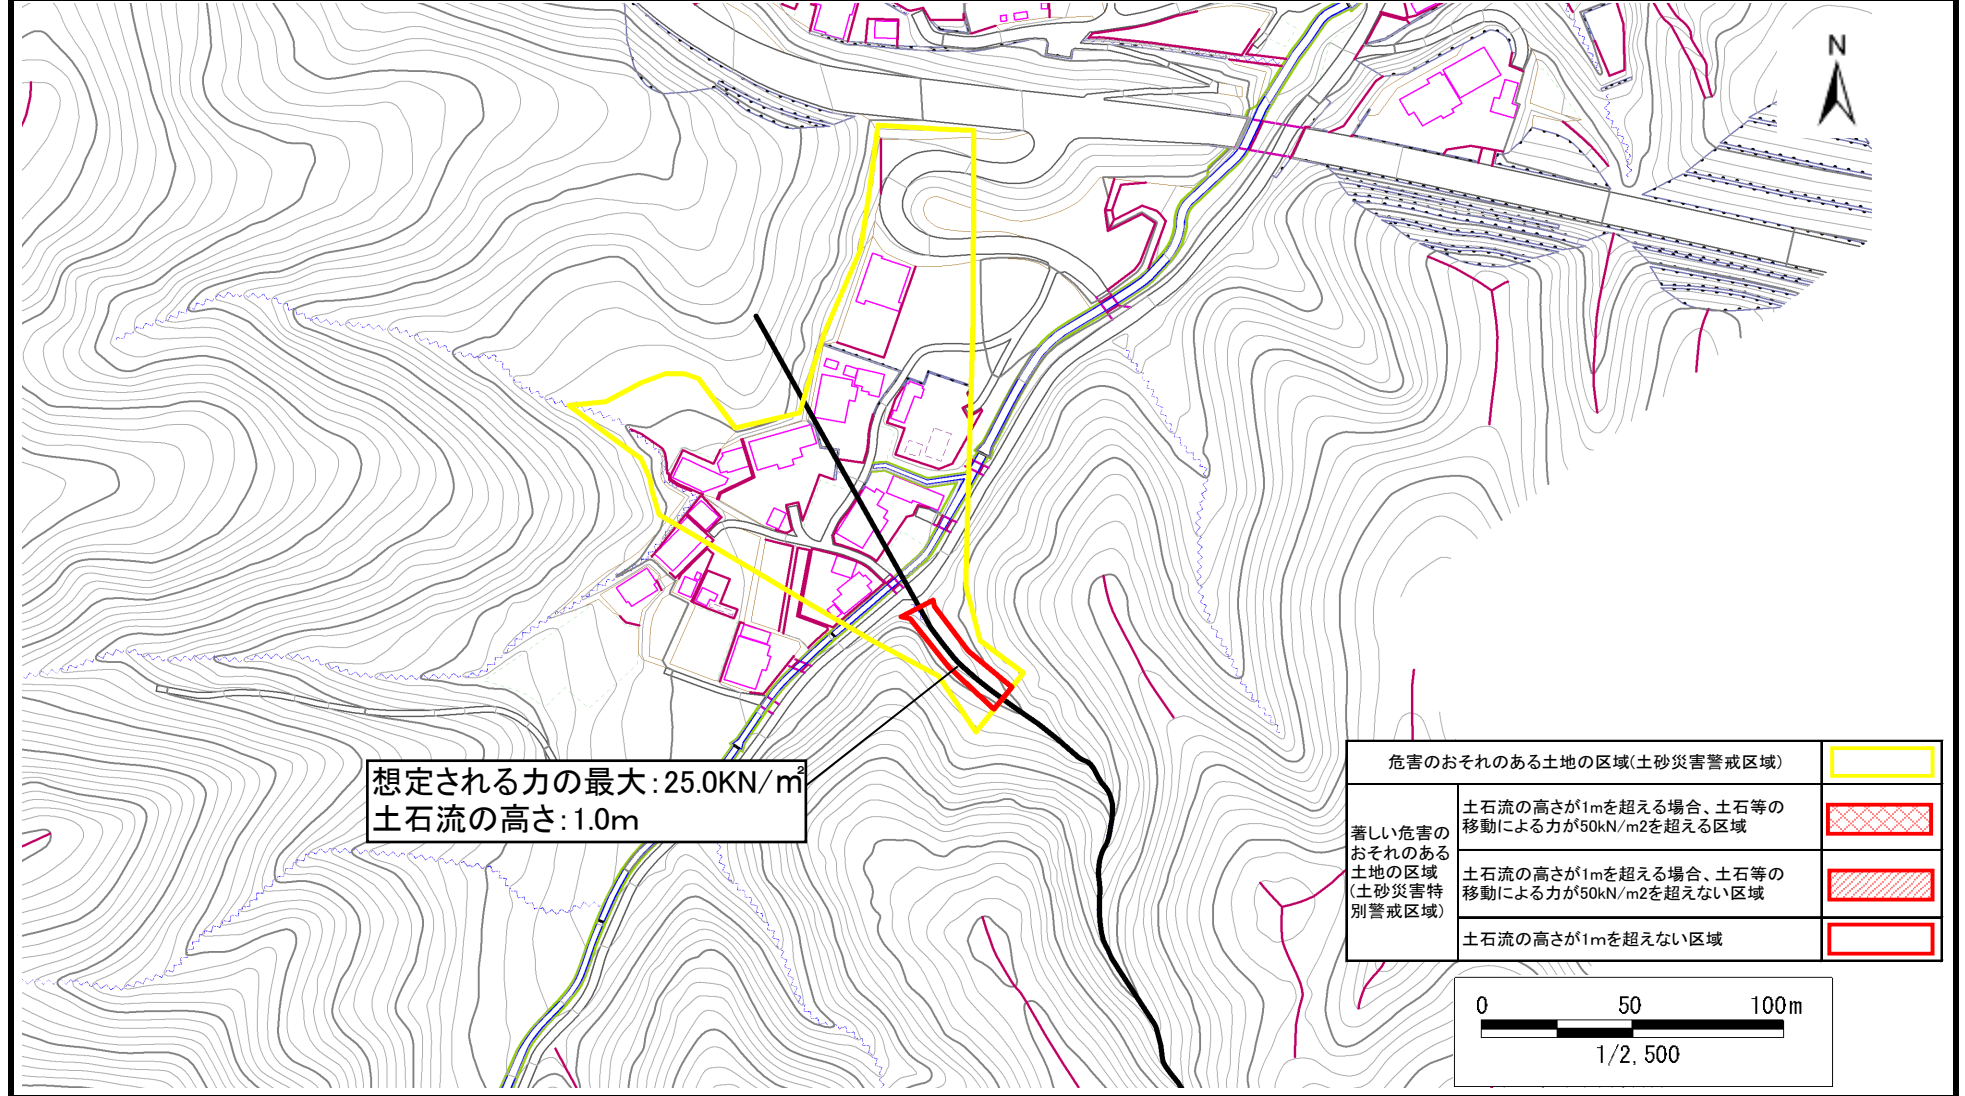 N
想定される力の最大：25.0KN/㎡
土石流の高さ：1.0m
危害のおそれのある土地の区域(土砂災害警戒区域)
著しい危害の
おそれのある
土地の区域
(土砂災害特
別警戒区域)
土石流の高さが1mを超える場合、土石等の
移動による力が50kN/m2を超える区域
土石流の高さが1mを超える場合、土石等の
移動による力が50kN/m2を超えない区域
土石流の高さが1mを超えない区域
0 50 100m
1/2,500